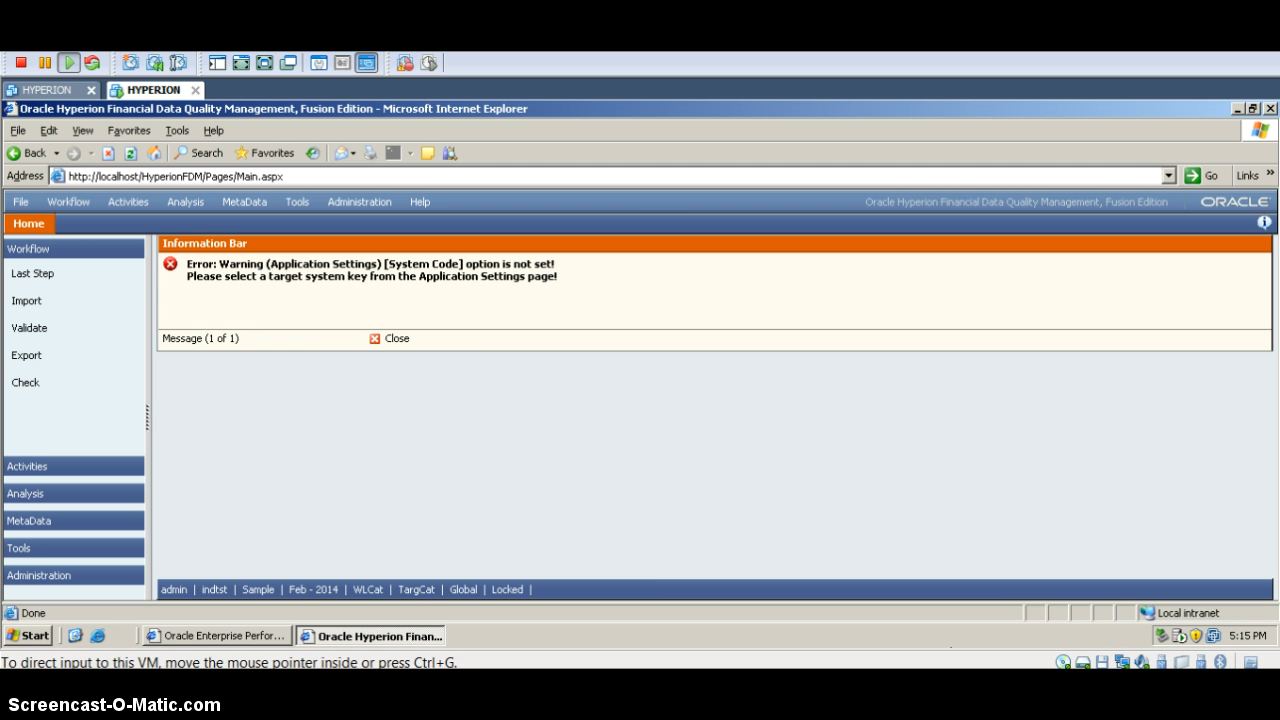 HYPERION
HYPERION
Oracle Hyperion Financial Data Quality Management, Fusion Edition - Microsoft Internet Explorer
File Edit View Favorites Tools Help
Back Search Favorites
Address http://localhost/HyperionFDM/Pages/Main.aspx Go Links »
File Workflow Activities Analysis MetaData Tools Administration Help Oracle Hyperion Financial Data Quality Management, Fusion Edition ORACLE
Home
Workflow
Last Step
Import
Validate
Export
Check
Activities
Analysis
MetaData
Tools
Administration
Information Bar
Error: Warning (Application Settings) [System Code] option is not set!
Please select a target system key from the Application Settings page!
Message (1 of 1) Close
admin | indtst | Sample | Feb - 2014 | WLCat | TargCat | Global | Locked |
Done Local intranet
Start Oracle Enterprise Perfor... Oracle Hyperion Finan... 5:15 PM
To direct input to this VM, move the mouse pointer inside or press Ctrl+G.
Screencast-O-Matic.com